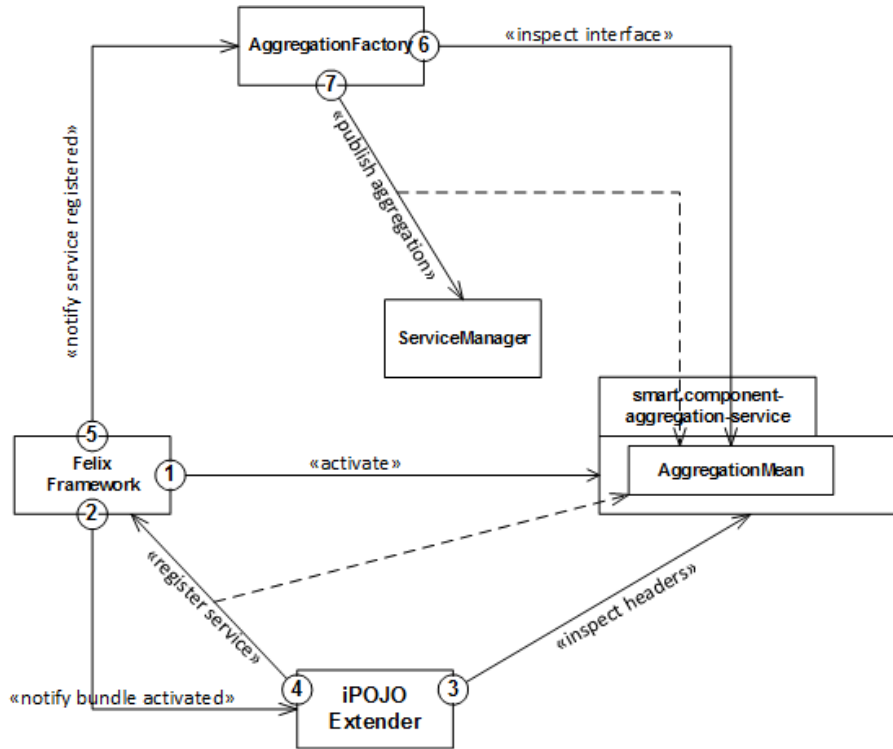 AggregationFactory
6
«inspect interface»
7
«publish aggregation»
«notify service registered»
ServiceManager
smart.component-
aggregation-service
AggregationMean
5
Felix
Framework
1
«activate»
2
«register service»
«inspect headers»
«notify bundle activated»
4
iPOJO
Extender
3